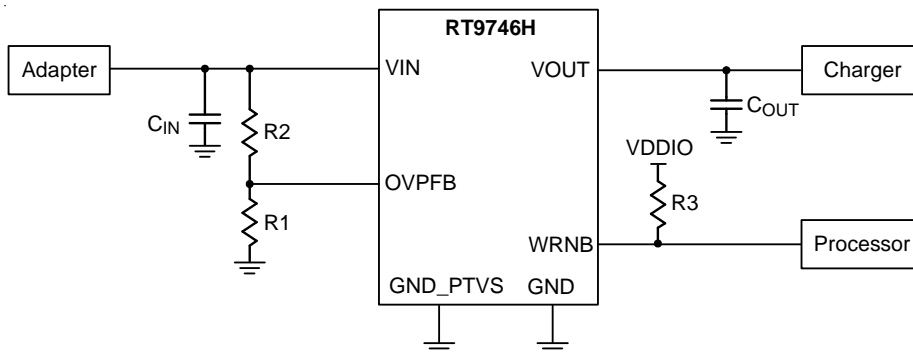 RT9746H
Adapter
VIN
VOUT
Charger
CIN
R2
COUT
VDDIO
OVPFB
R3
R1
WRNB
Processor
GND_PTVS
GND